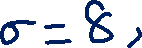 σ = 8,